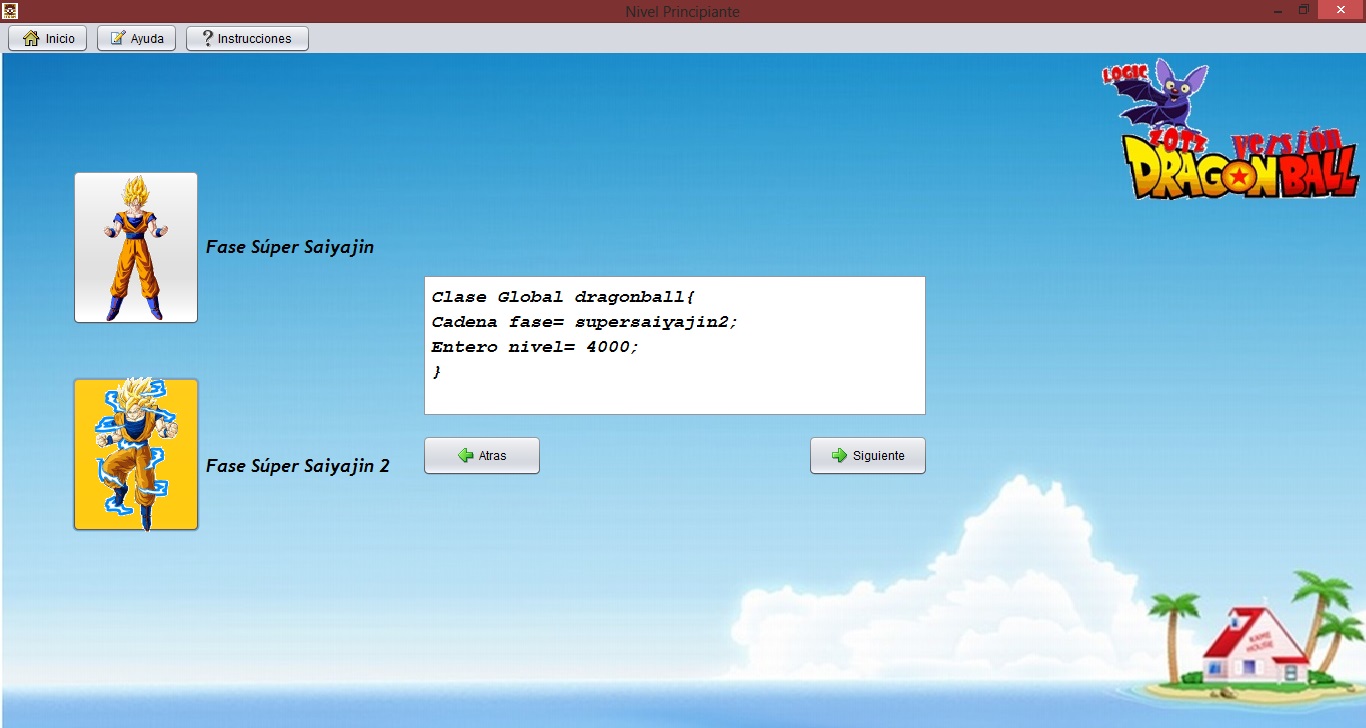 Nivel Principiante
Inicio
Ayuda
? Instrucciones
LOGIC
ZOTZ versión
DRAGON BALL
Fase Súper Saiyajin
Clase Global dragonball{
Cadena fase= supersaiyajin2;
Entero nivel= 4000;
}
Fase Súper Saiyajin 2
Atras
Siguiente
KAME
HOUSE